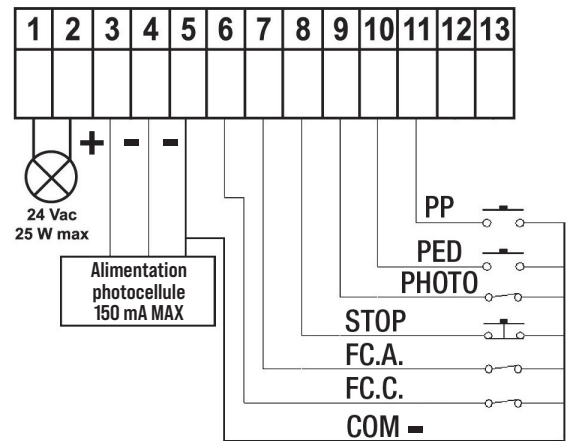 1 2 3 4 5 6 7 8 9 10 11 12 13
+ - -
24 Vac
25 W max
Alimentation
photocellule
150 mA MAX
PP
PED
PHOTO
STOP
FC.A.
FC.C.
COM -